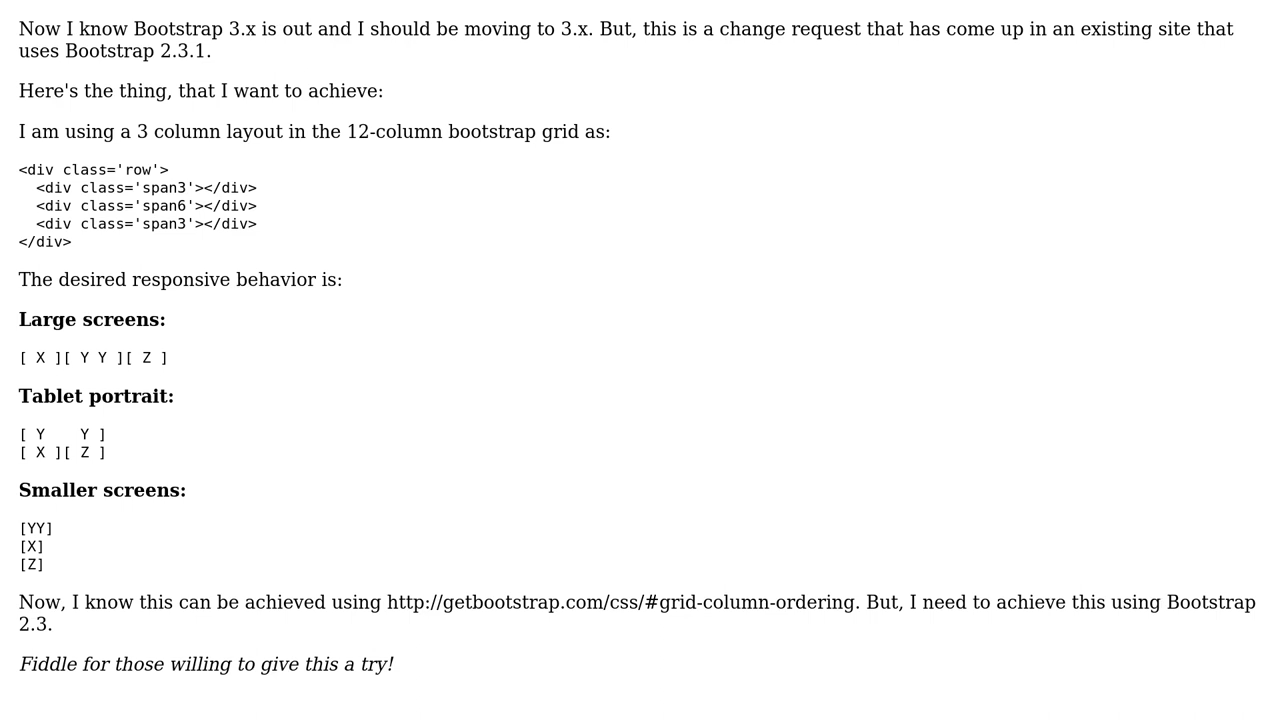 Now I know Bootstrap 3.x is out and I should be moving to 3.x. But, this is a change request that has come up in an existing site that
uses Bootstrap 2.3.1.
Here's the thing, that I want to achieve:
I am using a 3 column layout in the 12-column bootstrap grid as:
<div class='row'>
  <div class='span3'></div>
  <div class='span6'></div>
  <div class='span3'></div>
</div>
The desired responsive behavior is:
Large screens:
[ X ][ Y Y ][ Z ]
Tablet portrait:
[ Y    Y ]
[ X ][ Z ]
Smaller screens:
[YY]
[X]
[Z]
Now, I know this can be achieved using http://getbootstrap.com/css/#grid-column-ordering. But, I need to achieve this using Bootstrap
2.3.
Fiddle for those willing to give this a try!